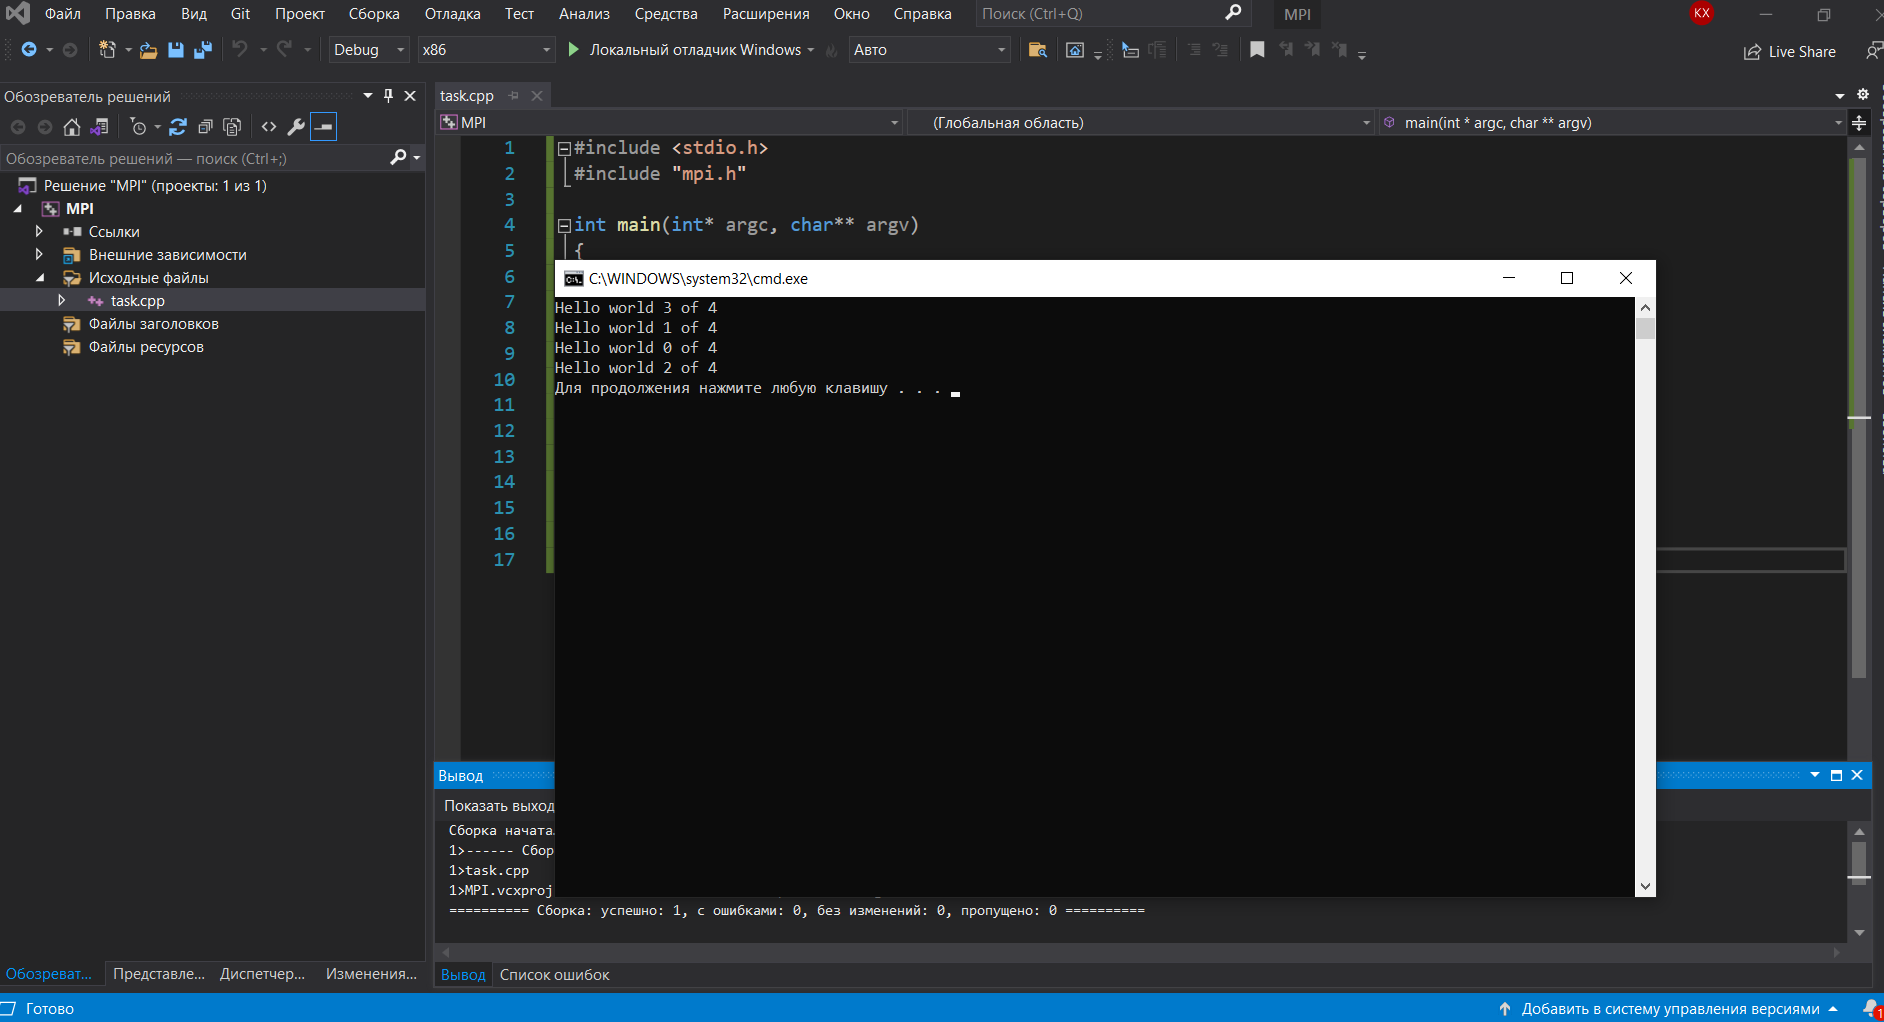 Файл Правка Вид Git Проект Сборка Отладка Тест Анализ Средства Расширения Окно Справка Поиск (Ctrl+Q) MPI KX
Debug x86 Локальный отладчик Windows Авто Live Share
Обозреватель решений
Обозреватель решений — поиск (Ctrl+;)
Решение "MPI" (проекты: 1 из 1)
MPI
Ссылки
Внешние зависимости
Исходные файлы
task.cpp
Файлы заголовков
Файлы ресурсов
Обозреват... Представле... Диспетчер... Изменения...
task.cpp
MPI (Глобальная область) main(int * argc, char ** argv)
1 #include <stdio.h>
2 #include "mpi.h"
3
4 int main(int* argc, char** argv)
5 {
6
7
8
9
10
11
12
13
14
15
16
17
C:\WINDOWS\system32\cmd.exe
Hello world 3 of 4
Hello world 1 of 4
Hello world 0 of 4
Hello world 2 of 4
Для продолжения нажмите любую клавишу . . .
Вывод
Показать выход
Сборка начата
1>------ Сбор
1>task.cpp
1>MPI.vcxproj
========== Сборка: успешно: 1, с ошибками: 0, без изменений: 0, пропущено: 0 ==========
Вывод Список ошибок
Готово Добавить в систему управления версиями 1